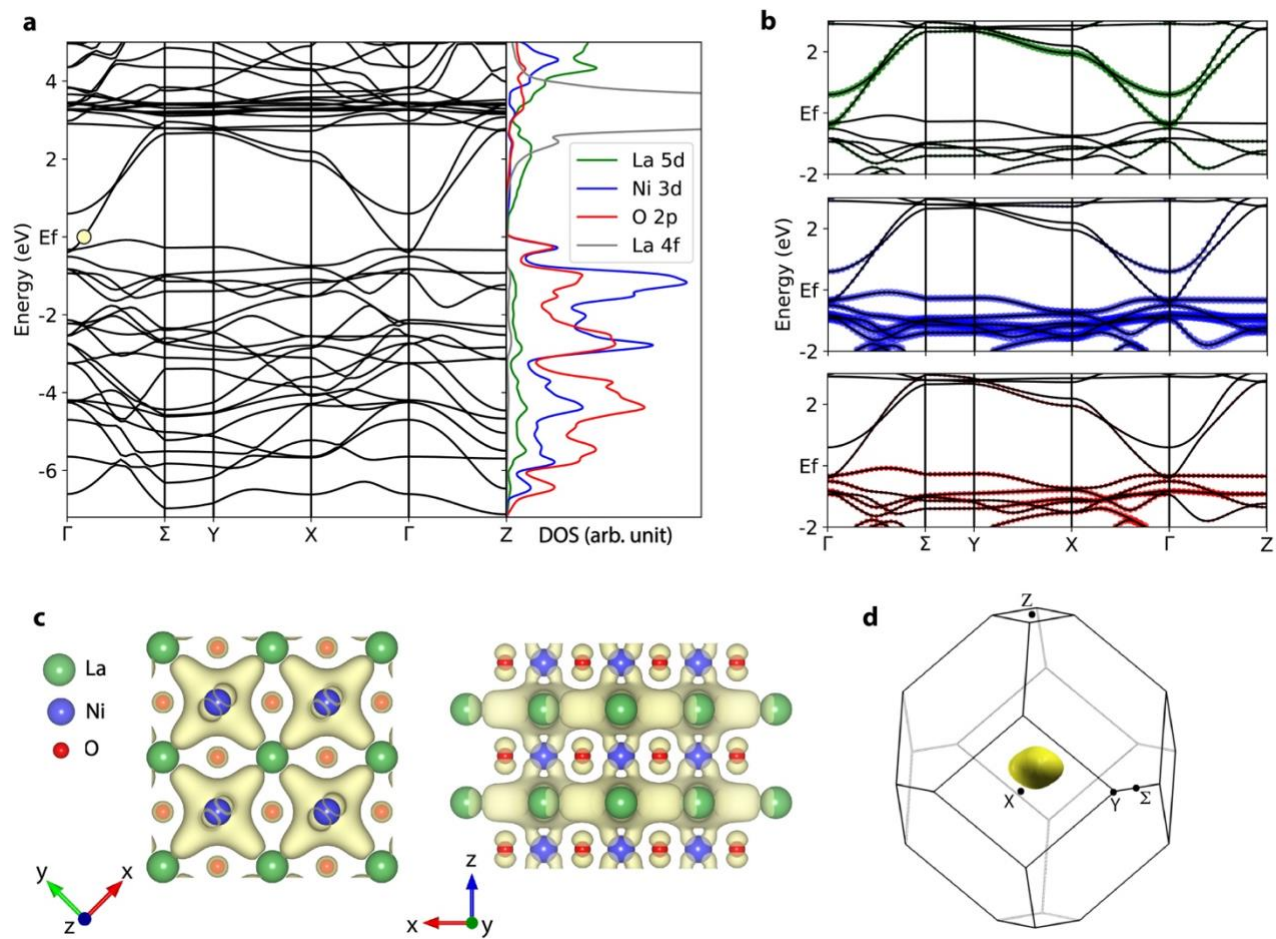 a
Energy (eV)
4
2
Ef
-2
-4
-6
Γ Σ Y X Γ Z
DOS (arb. unit)
La 5d
Ni 3d
O 2p
La 4f
b
Energy (eV)
2
Ef
-2
2
Ef
-2
2
Ef
-2
Γ Σ Y X Γ Z
c
La
Ni
O
y x
z
z
x y
d
Z
X Y Σ